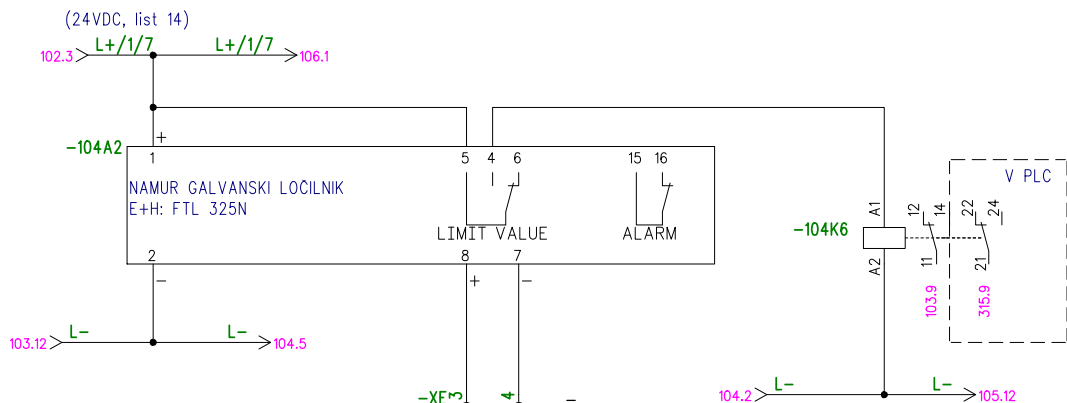 (24VDC, list 14)
L+/1/7
L+/1/7
102.3
106.1
-104A2
+
1
5
4
6
15
16
NAMUR GALVANSKI LOČILNIK
E+H: FTL 325N
LIMIT VALUE
ALARM
2
8
7
-
+
-
-104K6
A1
A2
12
14
11
103.9
V PLC
22
24
21
315.9
103.12
L-
L-
104.5
104.2
L-
L-
105.12
-XE
3
4
-